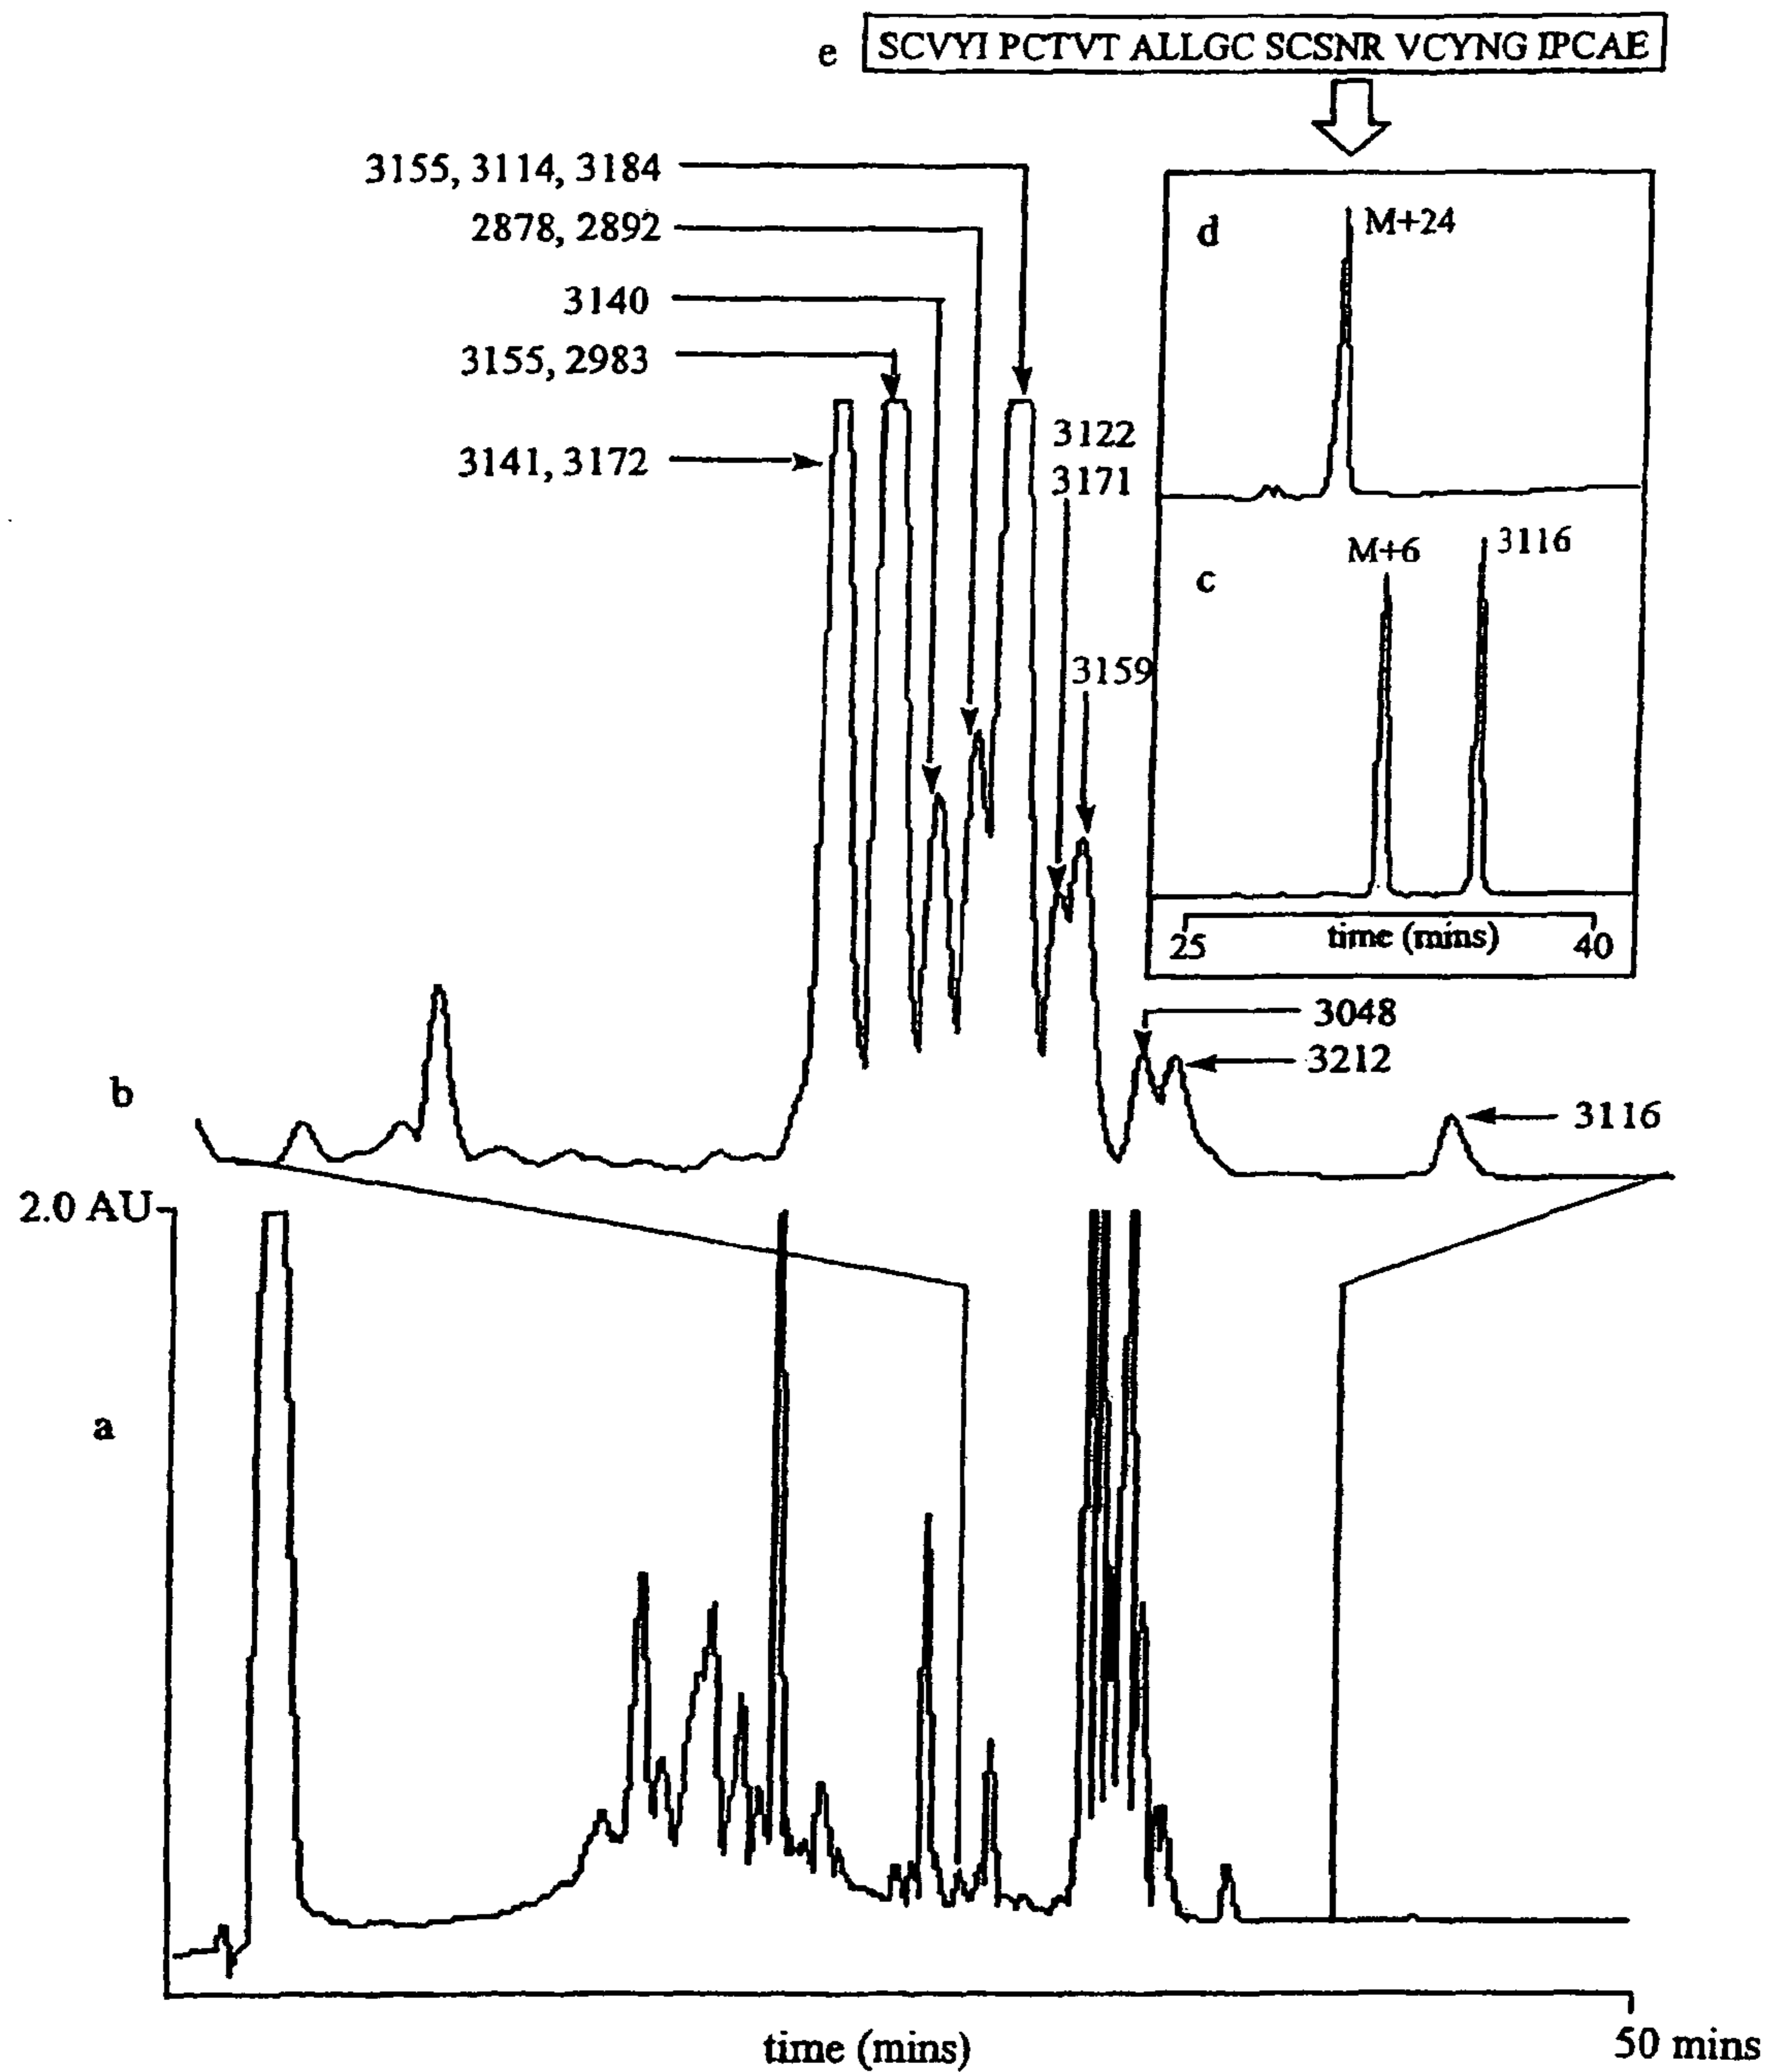 e SCVYI PCTVT ALLGC SCSNR VCYNG IPCAE
3155, 3114, 3184
2878, 2892
3140
3155, 2983
3141, 3172
3122
3171
3159
d
M+24
c
M+6
3116
25 time (mins) 40
3048
3212
3116
b
2.0 AU
a
time (mins)
50 mins